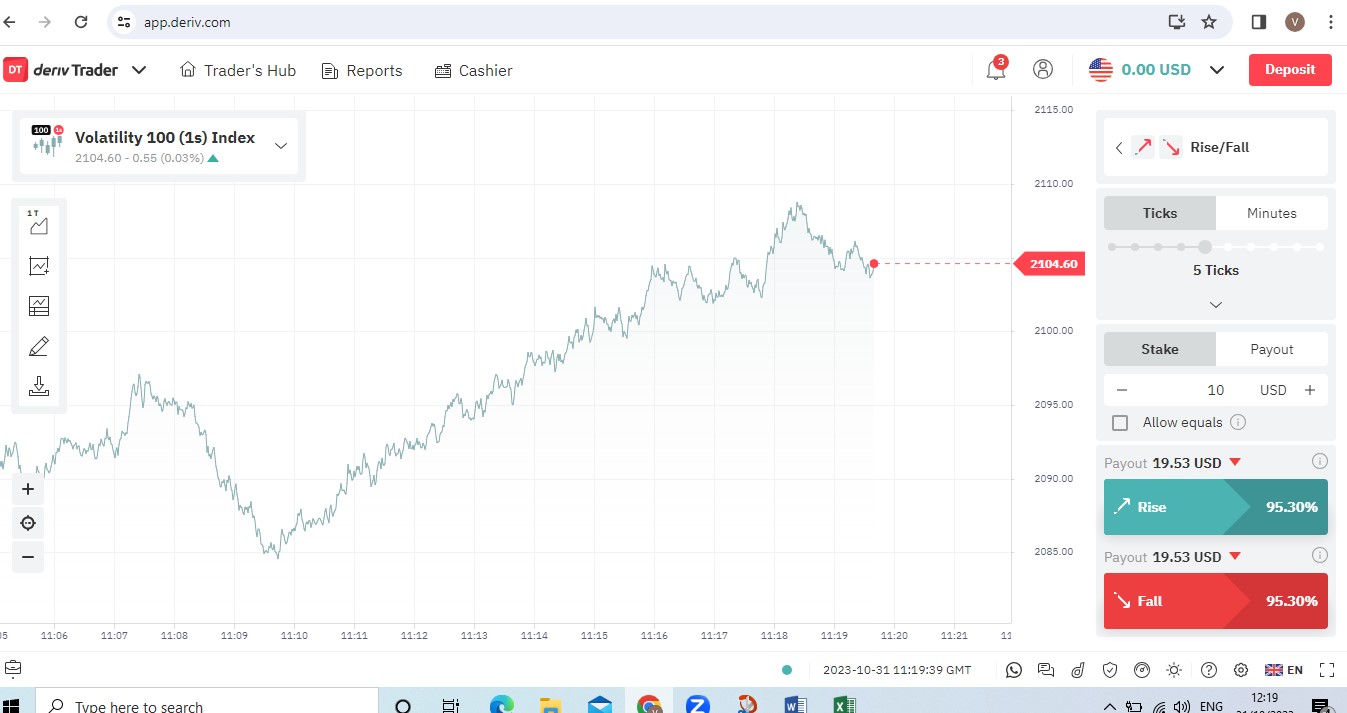 app.deriv.com
V
DT deriv Trader
Trader's Hub
Reports
Cashier
3
0.00 USD
Deposit
100 1s
Volatility 100 (1s) Index
2104.60 - 0.55 (0.03%)
1 T
2115.00
2110.00
2104.60
2100.00
2095.00
2090.00
2085.00
Rise/Fall
Ticks
Minutes
5 Ticks
Stake
Payout
10
USD
Allow equals
Payout 19.53 USD
Rise 95.30%
Payout 19.53 USD
Fall 95.30%
11:06 11:07 11:08 11:09 11:10 11:11 11:12 11:13 11:14 11:15 11:16 11:17 11:18 11:19 11:20 11:21
2023-10-31 11:19:39 GMT
EN
Type here to search
ENG
12:19